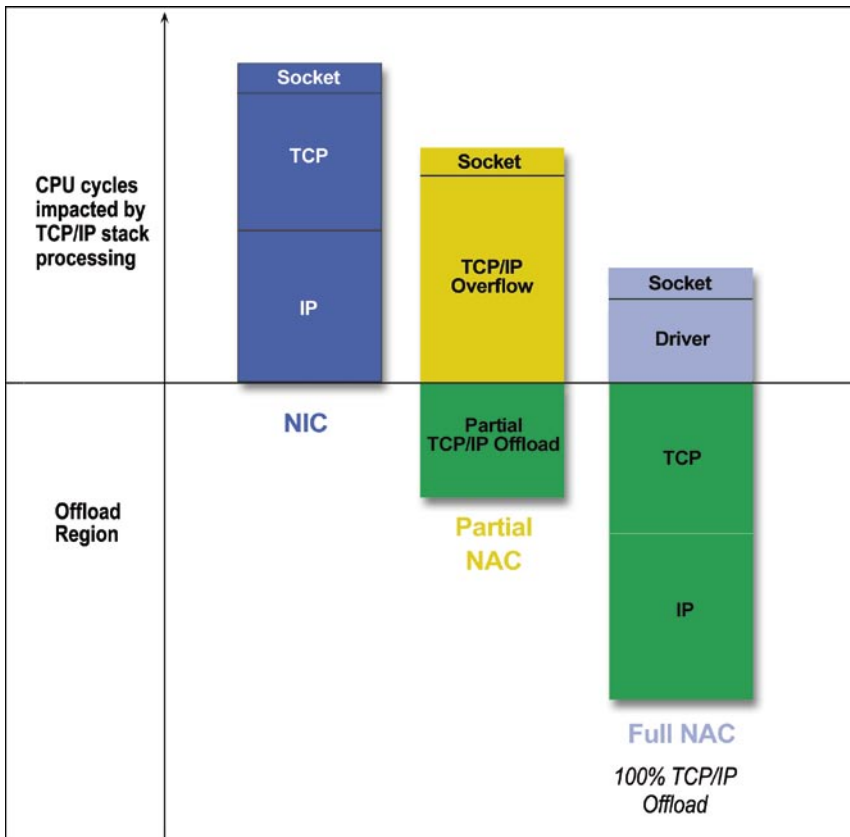 CPU cycles
impacted by
TCP/IP stack
processing
Socket
TCP
IP
NIC
Socket
TCP/IP
Overflow
Partial
TCP/IP Offload
Partial
NAC
Socket
Driver
TCP
IP
Full NAC
100% TCP/IP
Offload
Offload
Region